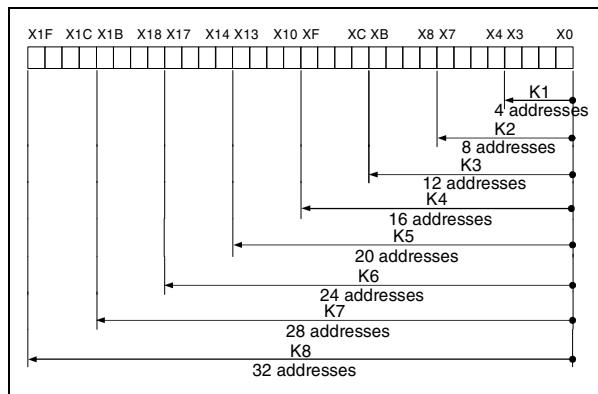 X1F X1C X1B X18 X17 X14 X13 X10 XF XC XB X8 X7 X4 X3 X0
K1
4 addresses
K2
8 addresses
K3
12 addresses
K4
16 addresses
K5
20 addresses
K6
24 addresses
K7
28 addresses
K8
32 addresses